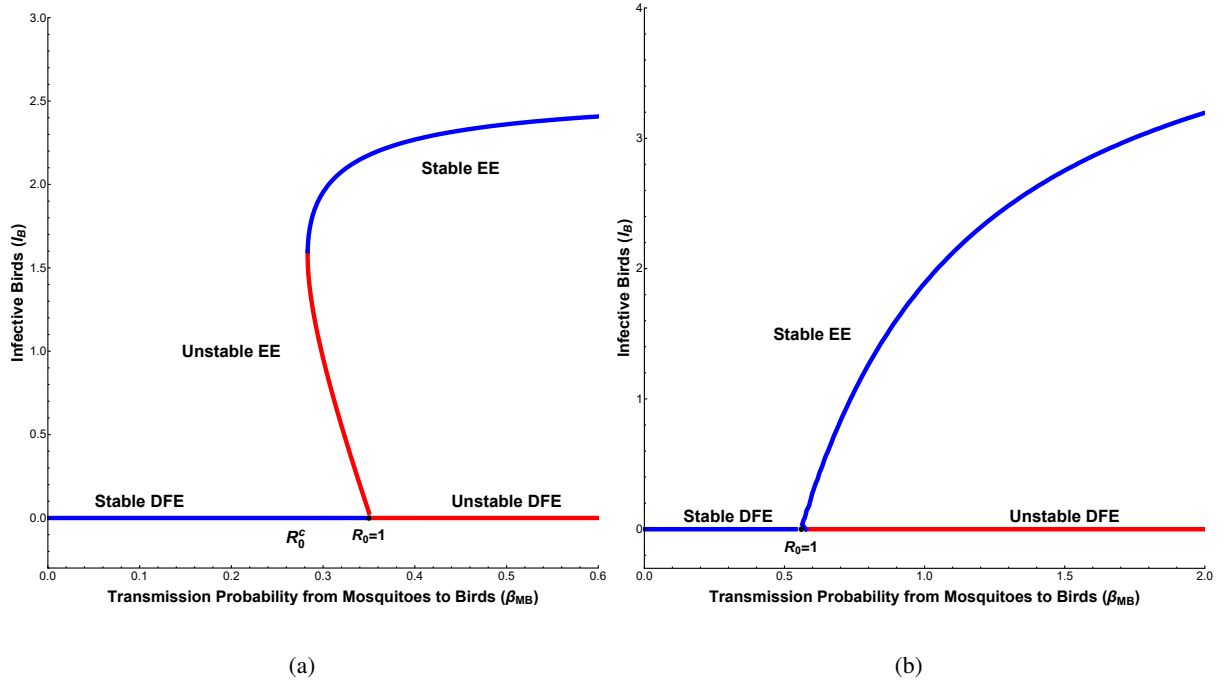 3.0
2.5
2.0
1.5
1.0
0.5
0.0
Infective Birds (I_B)
Stable EE
Unstable EE
Stable DFE
Unstable DFE
R_0^c
R_0=1
0.0 0.1 0.2 0.3 0.4 0.5 0.6
Transmission Probability from Mosquitoes to Birds (β_MB)
(a)
4
3
2
1
0
Infective Birds (I_B)
Stable EE
Stable DFE
Unstable DFE
R_0=1
0.0 0.5 1.0 1.5 2.0
Transmission Probability from Mosquitoes to Birds (β_MB)
(b)